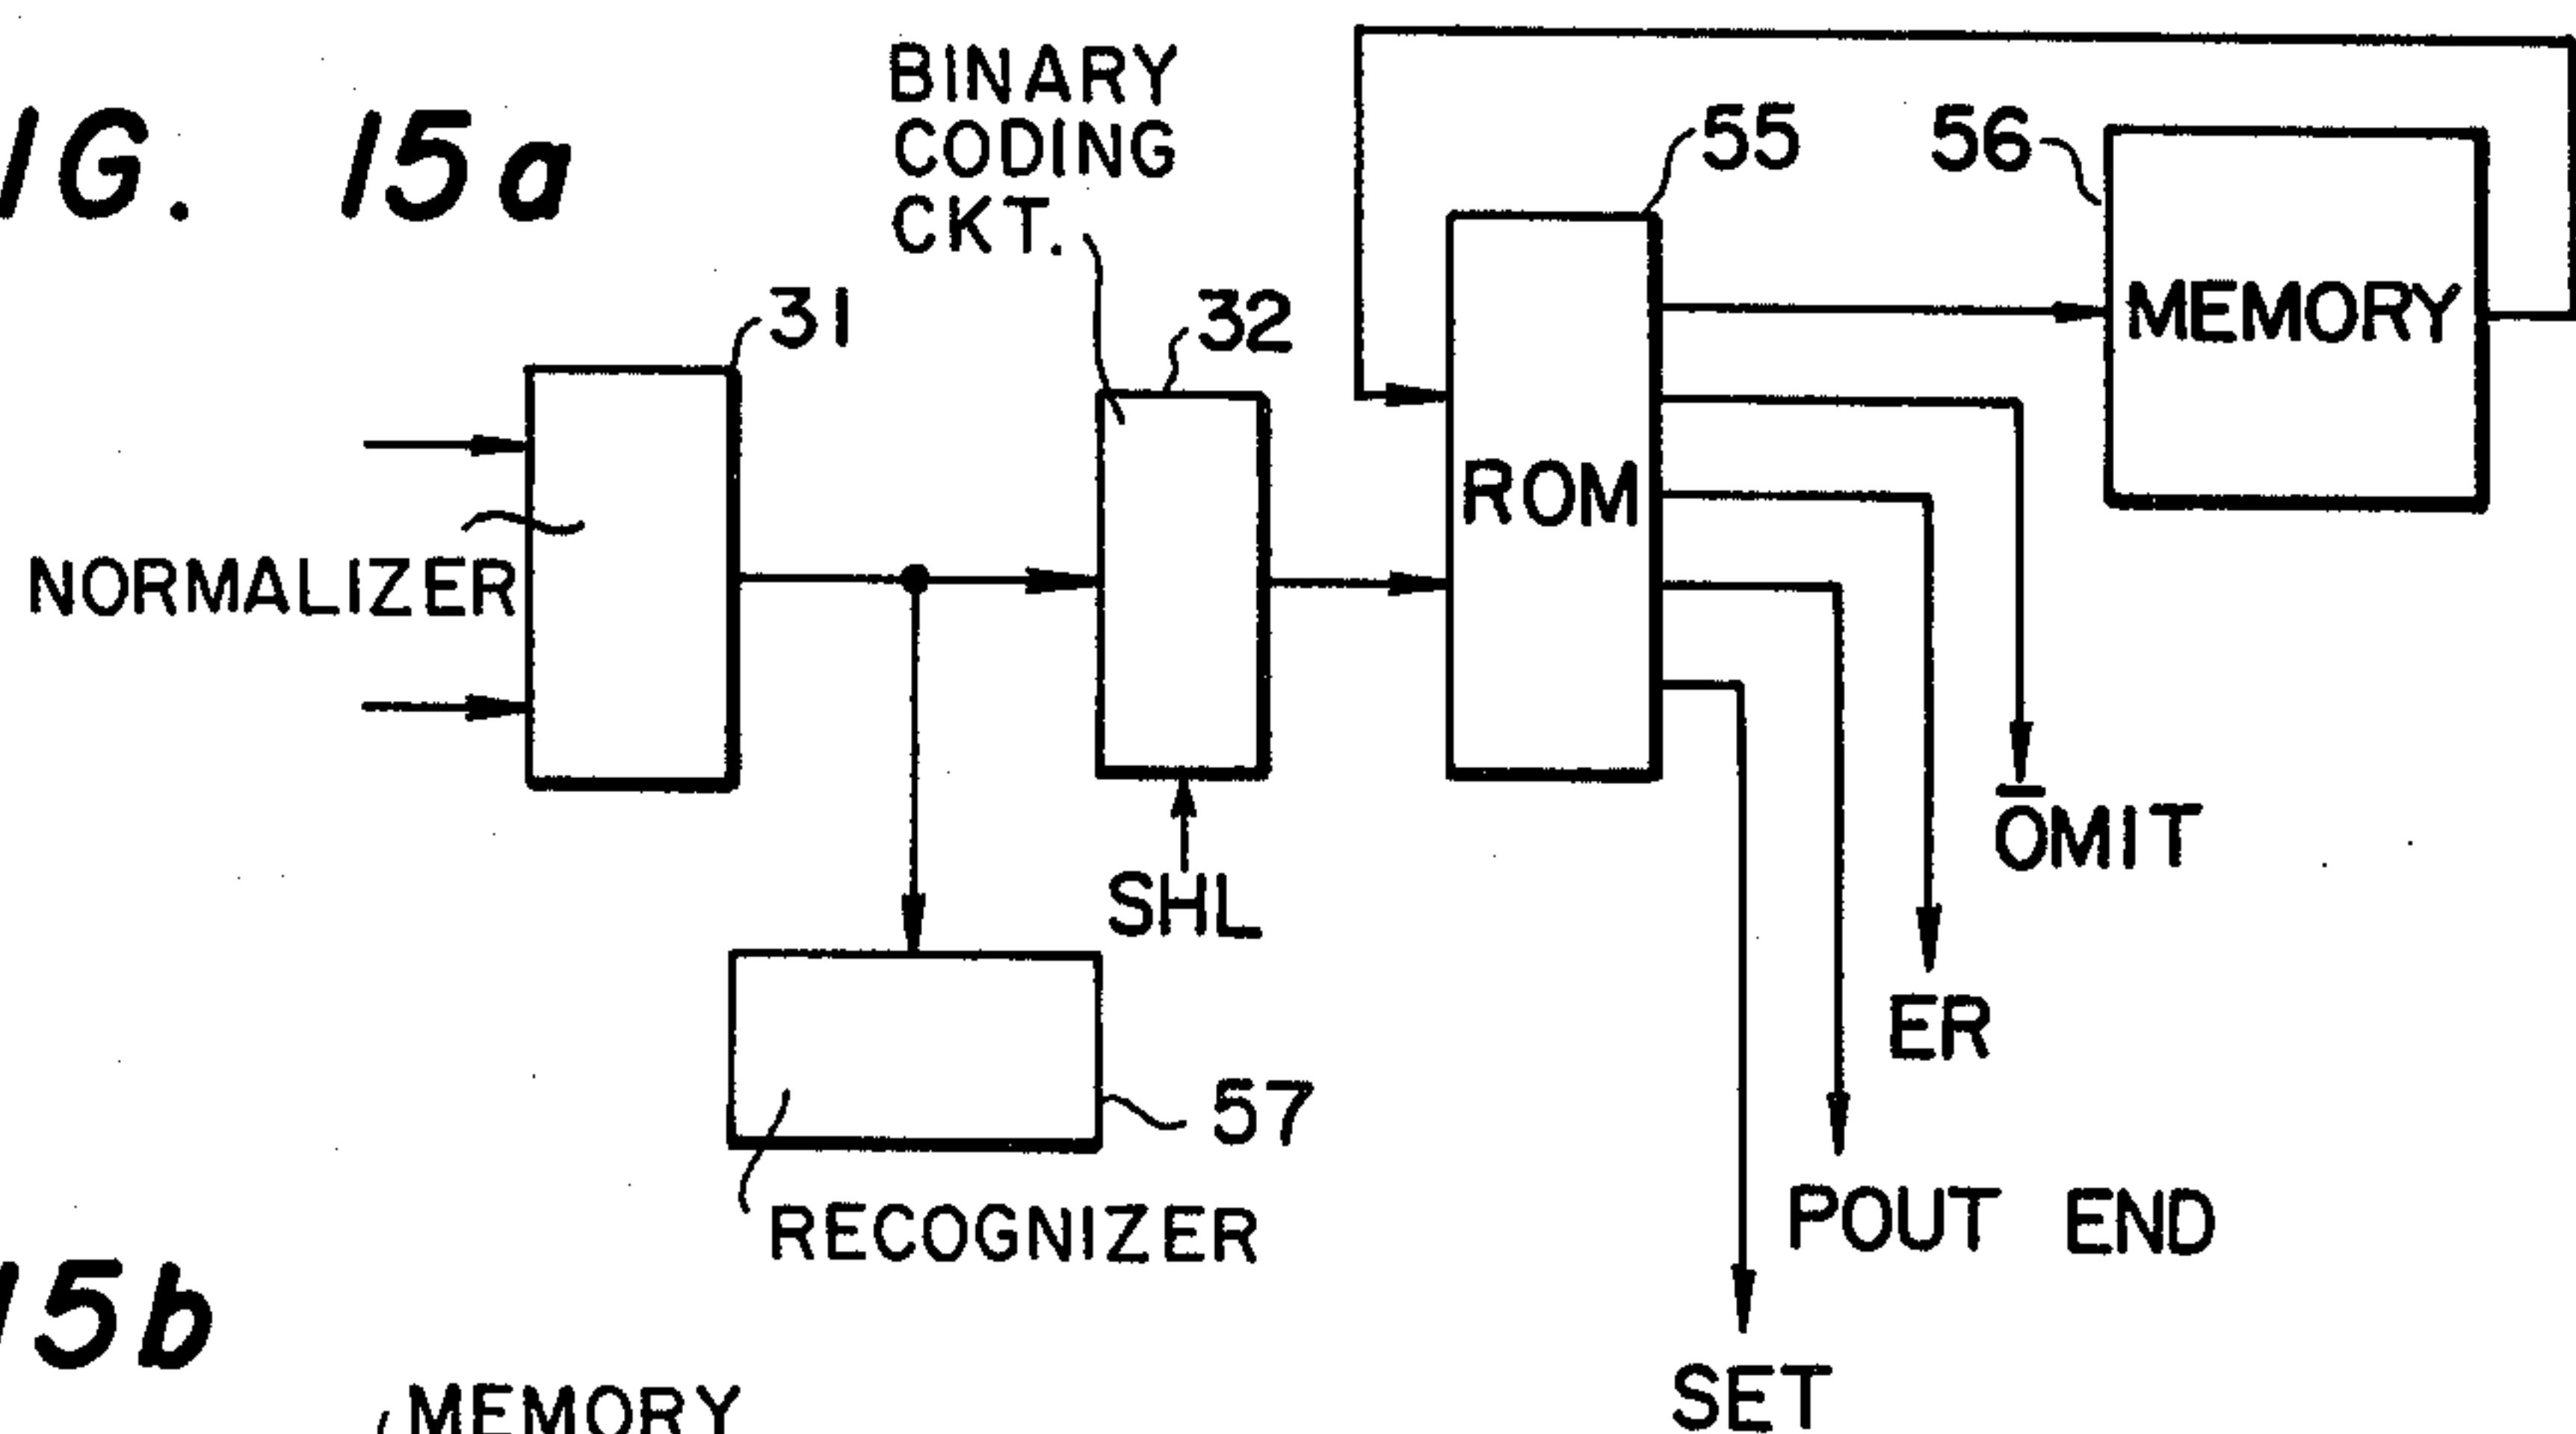 IG. 15a
BINARY
CODING
CKT.
55
56
31
32
MEMORY
ROM
NORMALIZER
O̅MIT
SHL
ER
57
POUT END
RECOGNIZER
15b
SET
MEMORY